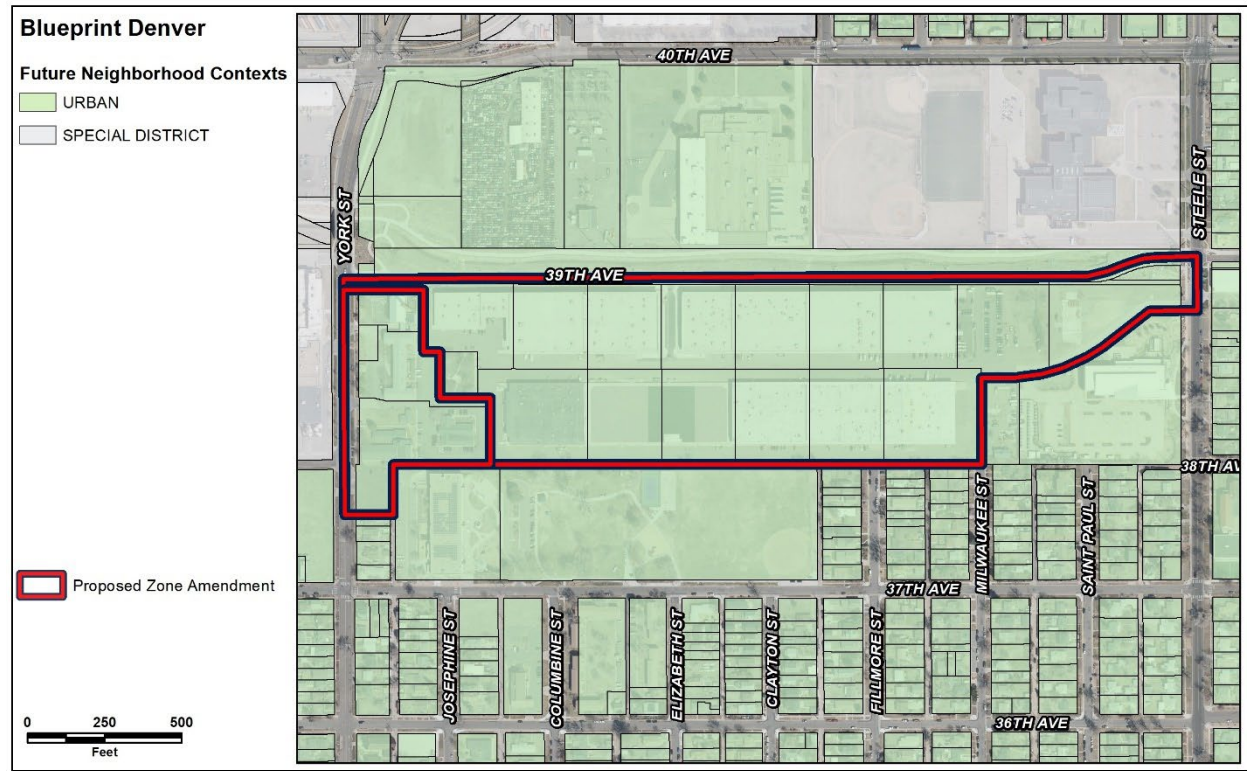 Blueprint Denver
Future Neighborhood Contexts
URBAN
SPECIAL DISTRICT
Proposed Zone Amendment
0 250 500
Feet
40TH AVE
YORK ST
STEELE ST
39TH AVE
38TH AV
MILWAUKEE ST
SAINT PAUL ST
37TH AVE
JOSEPHINE ST
COLUMBINE ST
ELIZABETH ST
CLAYTON ST
FILLMORE ST
36TH AVE